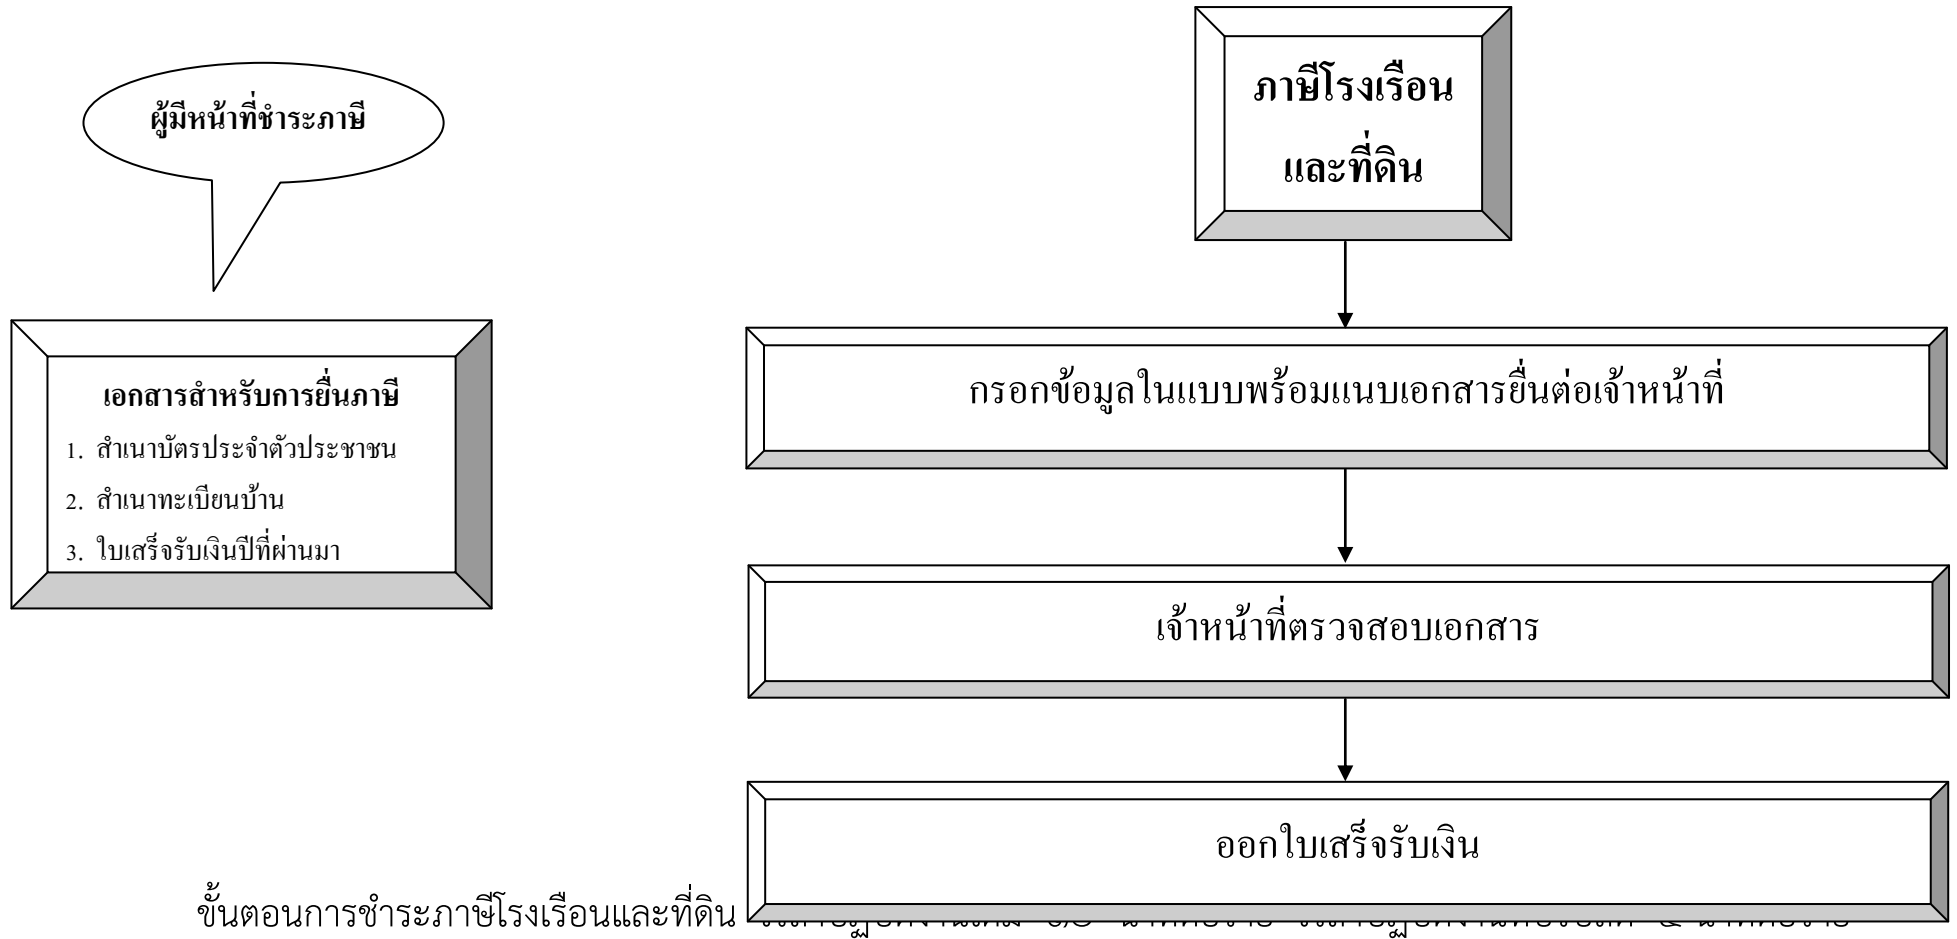 ภาษีโรงเรือน
และที่ดิน
ผู้มีหน้าที่ชำระภาษี
เอกสารสำหรับการยื่นภาษี
1. สำเนาบัตรประจำตัวประชาชน
2. สำเนาทะเบียนบ้าน
3. ใบเสร็จรับเงินปีที่ผ่านมา
กรอกข้อมูลในแบบพร้อมแนบเอกสารยื่นต่อเจ้าหน้าที่
เจ้าหน้าที่ตรวจสอบเอกสาร
ออกใบเสร็จรับเงิน
ขั้นตอนการชำระภาษีโรงเรือนและที่ดิน